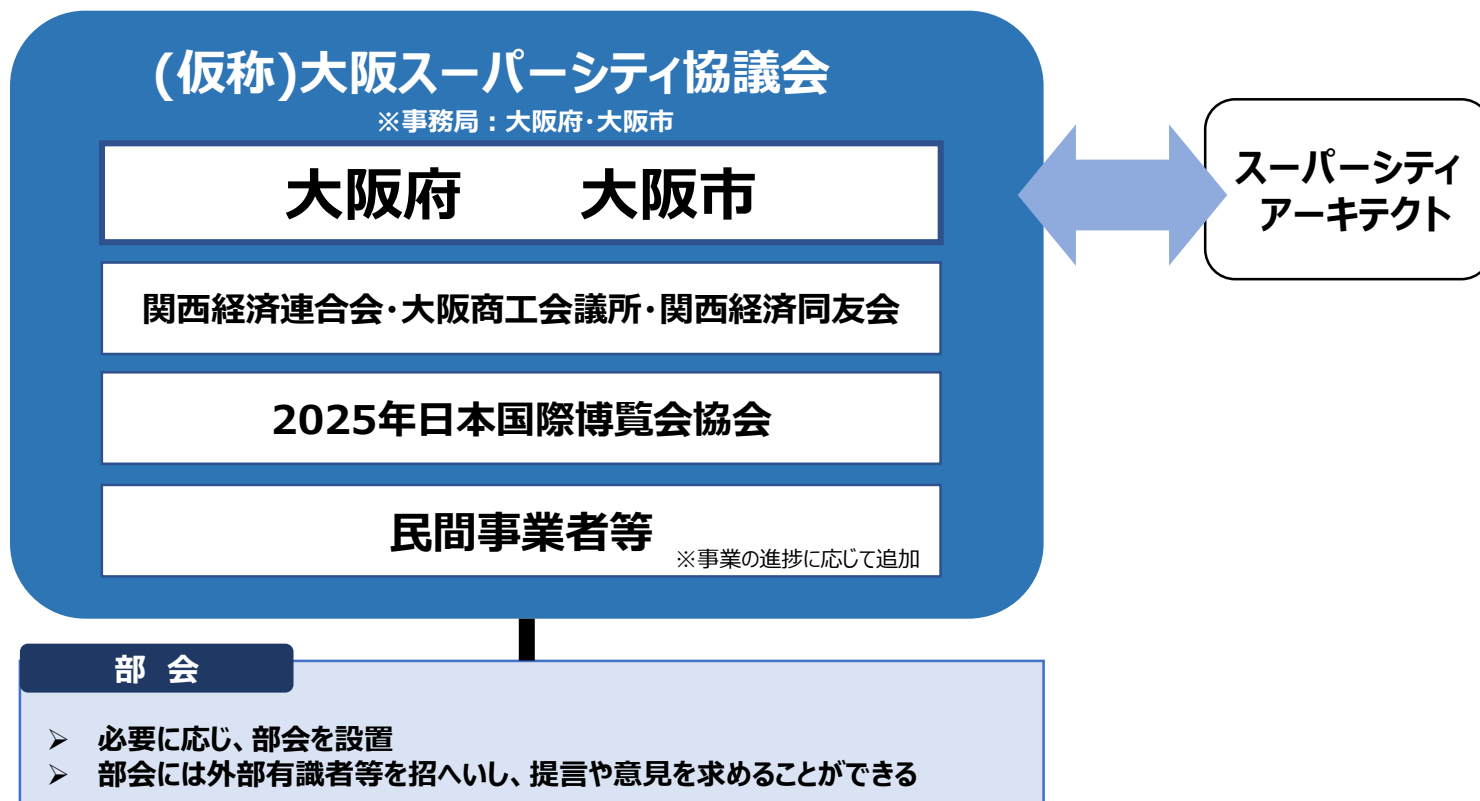 (仮称)大阪スーパーシティ協議会
※事務局：大阪府・大阪市
大阪府　　大阪市
関西経済連合会・大阪商工会議所・関西経済同友会
2025年日本国際博覧会協会
民間事業者等
※事業の進捗に応じて追加
スーパーシティ
アーキテクト
部 会
➢ 必要に応じ、部会を設置
➢ 部会には外部有識者等を招へいし、提言や意見を求めることができる